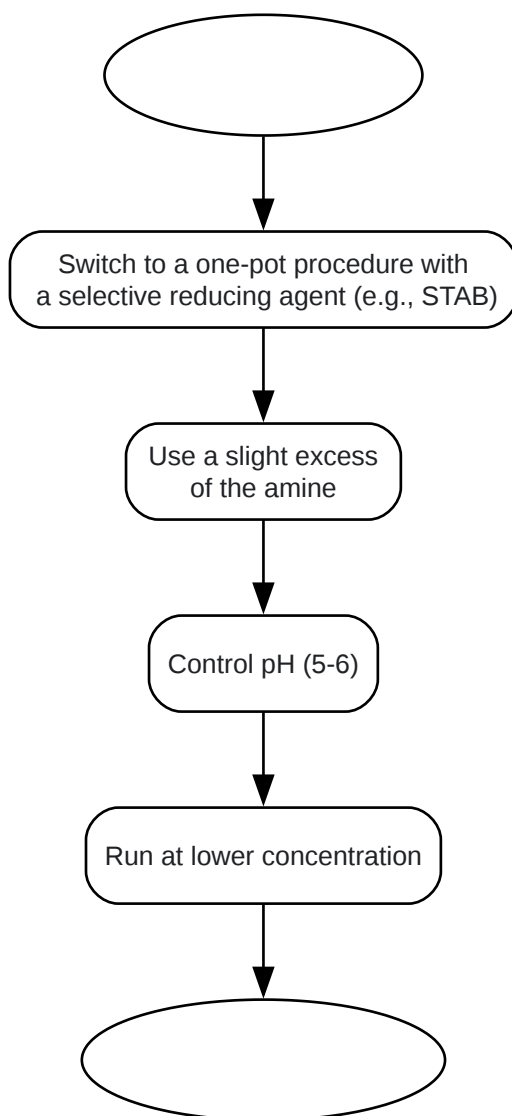 Switch to a one-pot procedure with
a selective reducing agent (e.g., STAB)
Use a slight excess
of the amine
Control pH (5-6)
Run at lower concentration